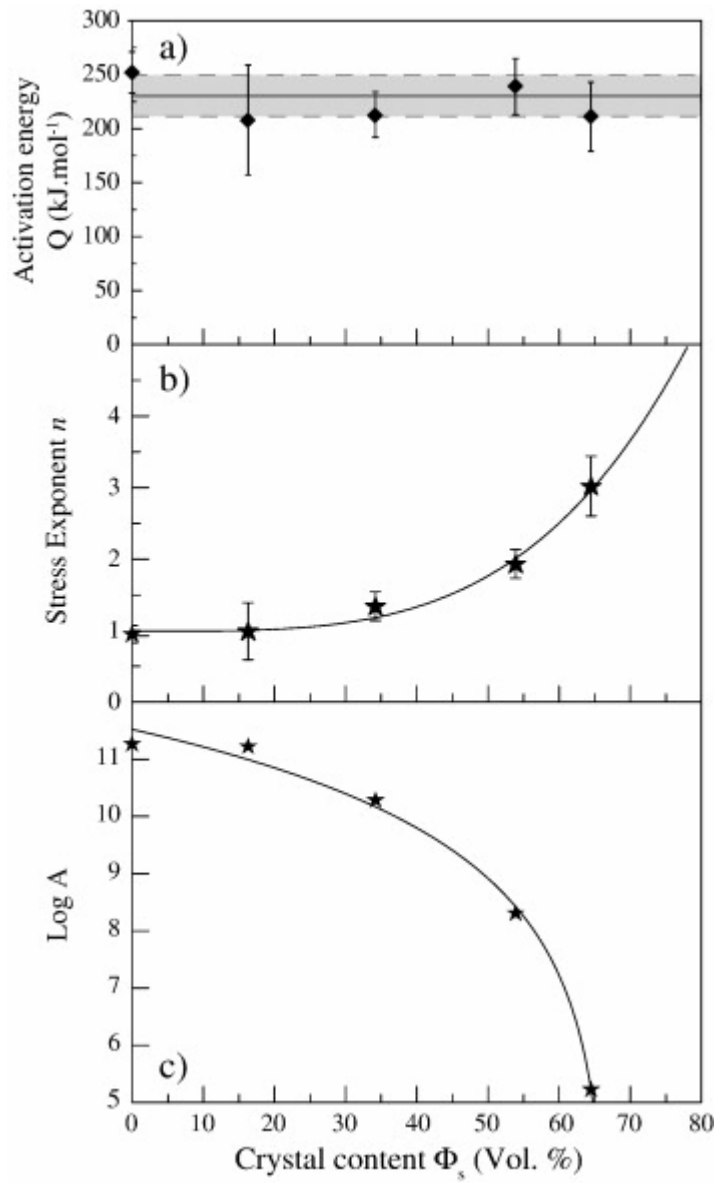 a)
300
250
200
150
100
50
0
Activation energy
Q (kJ.mol⁻¹)
b)
4
3
2
1
0
Stress Exponent n
11
10
9
8
7
6
5
Log A
c)
0 10 20 30 40 50 60 70 80
Crystal content Φs (Vol. %)